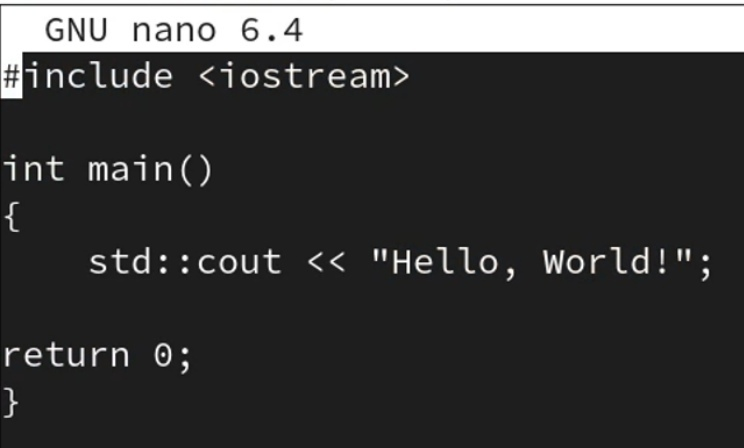 GNU nano 6.4
#include <iostream>
int main()
{
std::cout << "Hello, World!";
return 0;
}